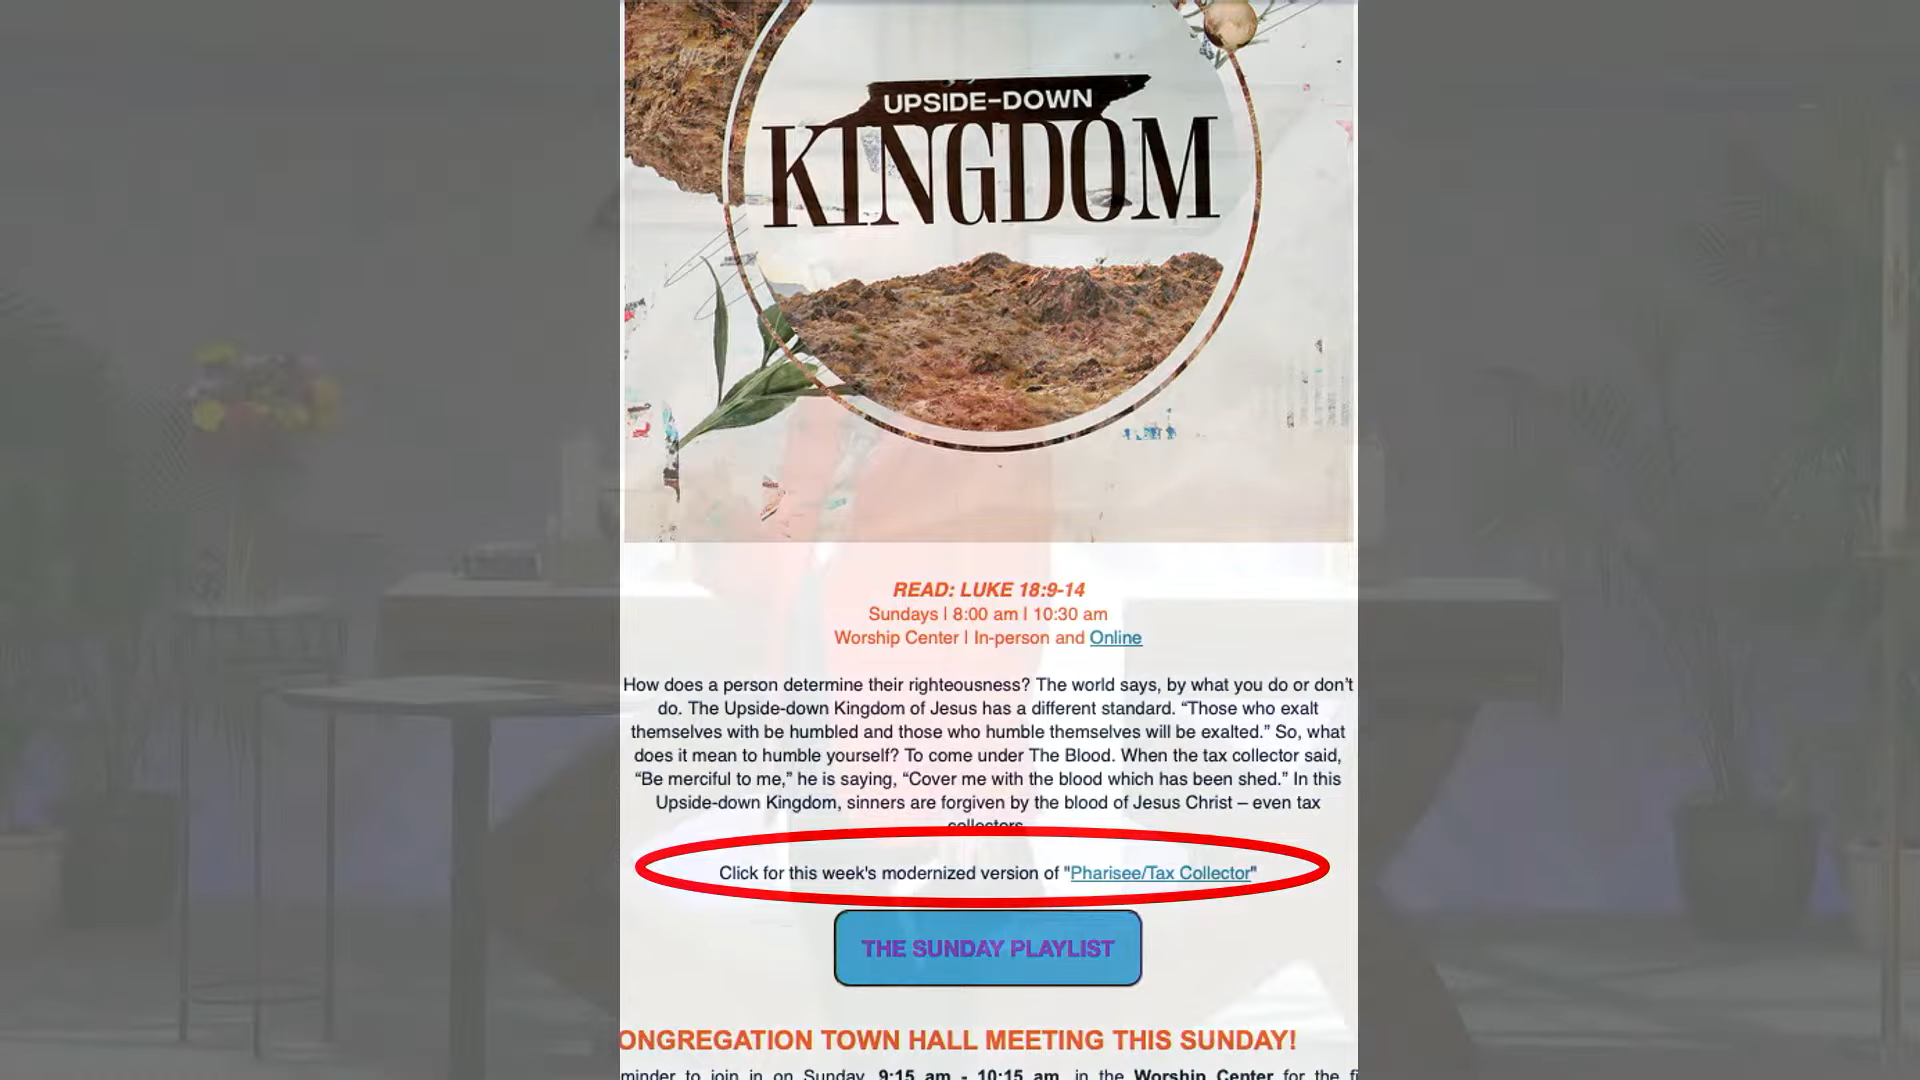 UPSIDE-DOWN
KINGDOM
READ: LUKE 18:9-14
Sundays | 8:00 am | 10:30 am
Worship Center | In-person and Online
How does a person determine their righteousness? The world says, by what you do or don't
do. The Upside-down Kingdom of Jesus has a different standard. “Those who exalt
themselves with be humbled and those who humble themselves will be exalted.” So, what
does it mean to humble yourself? To come under The Blood. When the tax collector said,
“Be merciful to me,” he is saying, “Cover me with the blood which has been shed.” In this
Upside-down Kingdom, sinners are forgiven by the blood of Jesus Christ – even tax
collectors.
Click for this week's modernized version of "Pharisee/Tax Collector"
THE SUNDAY PLAYLIST
ONGREGATION TOWN HALL MEETING THIS SUNDAY!
minder to join in on Sunday, 9:15 am - 10:15 am, in the Worship Center for the fi